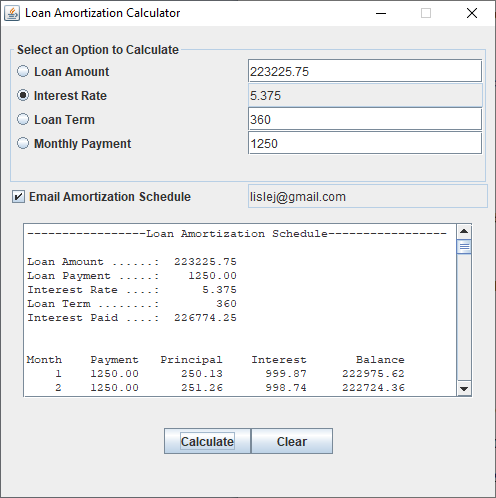 Loan Amortization Calculator
Select an Option to Calculate
Loan Amount 223225.75
Interest Rate 5.375
Loan Term 360
Monthly Payment 1250
Email Amortization Schedule lislej@gmail.com
-----------------Loan Amortization Schedule-----------------
Loan Amount ......: 223225.75
Loan Payment .....: 1250.00
Interest Rate ....: 5.375
Loan Term ........: 360
Interest Paid ....: 226774.25
Month Payment Principal Interest Balance
1 1250.00 250.13 999.87 222975.62
2 1250.00 251.26 998.74 222724.36
Calculate Clear